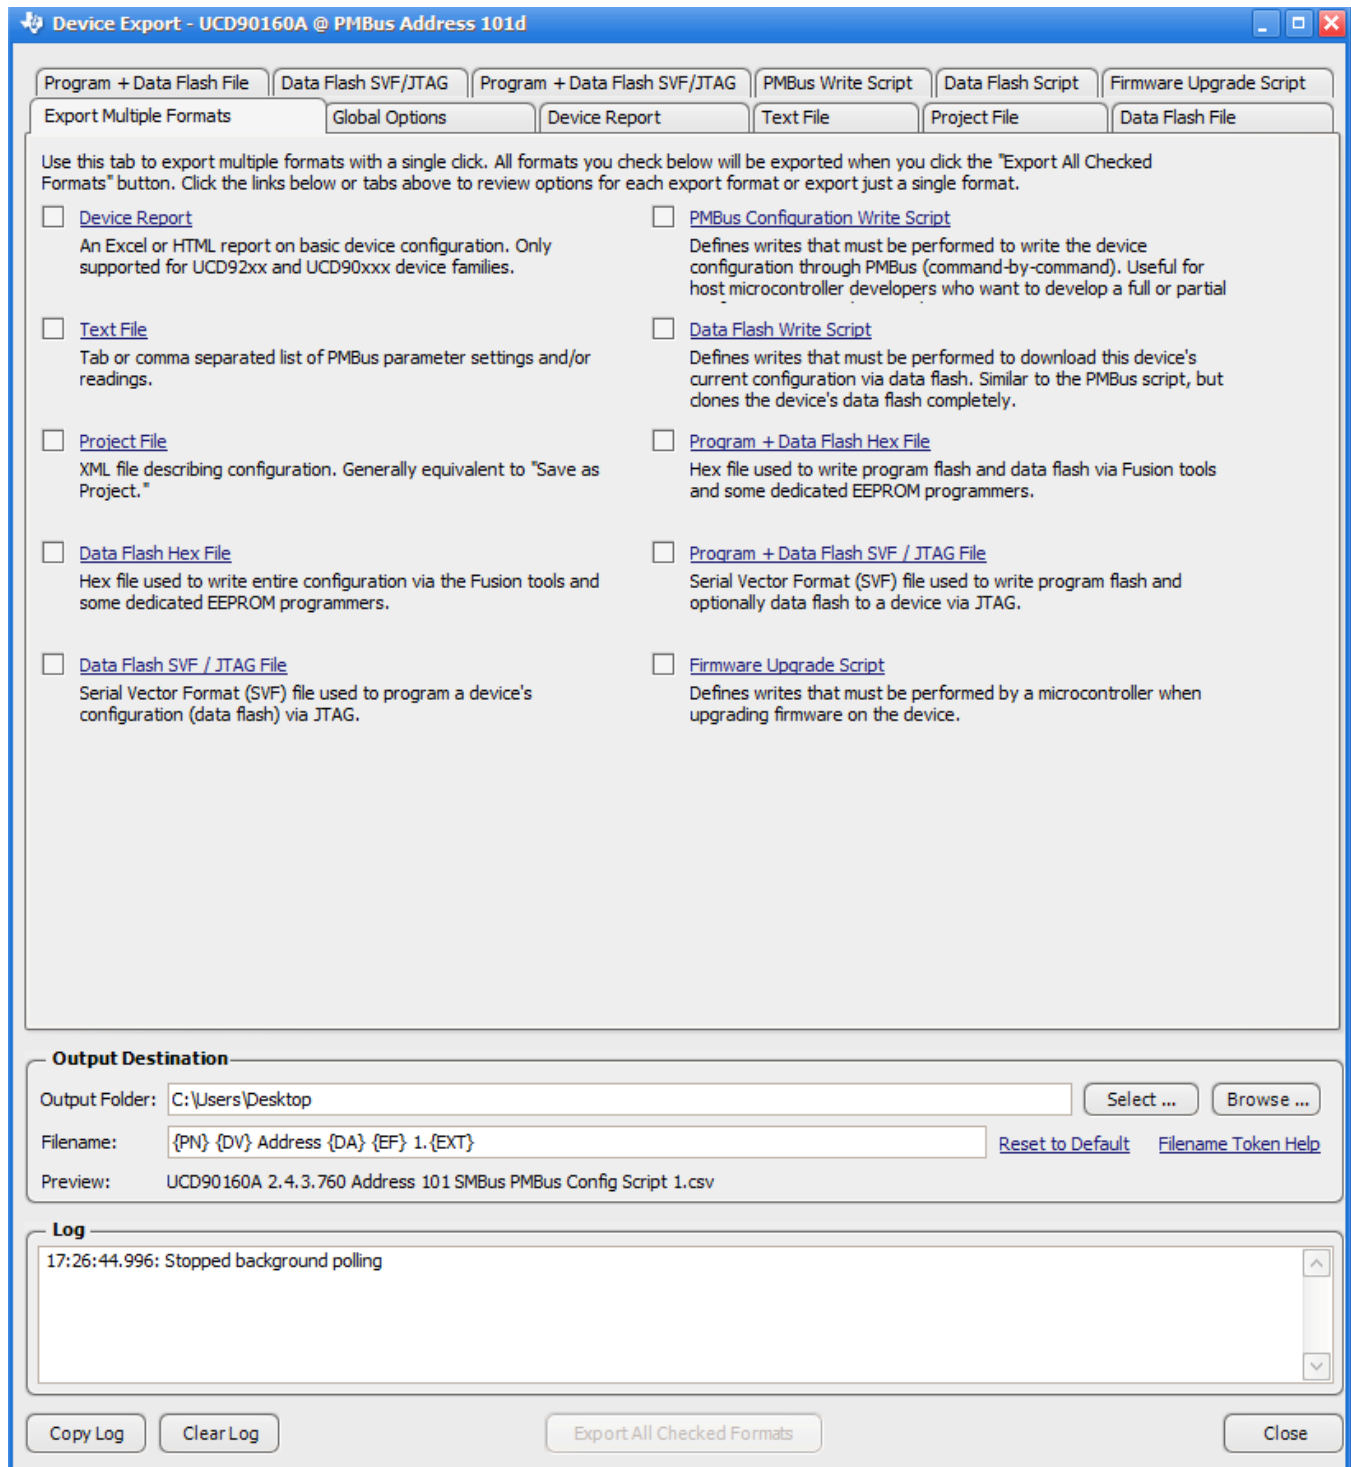 Device Export - UCD90160A @ PMBus Address 101d
Program + Data Flash File
Data Flash SVF/JTAG
Program + Data Flash SVF/JTAG
PMBus Write Script
Data Flash Script
Firmware Upgrade Script
Export Multiple Formats
Global Options
Device Report
Text File
Project File
Data Flash File
Use this tab to export multiple formats with a single click. All formats you check below will be exported when you click the "Export All Checked
Formats" button. Click the links below or tabs above to review options for each export format or export just a single format.
Device Report
An Excel or HTML report on basic device configuration. Only
supported for UCD92xx and UCD90xxx device families.
Text File
Tab or comma separated list of PMBus parameter settings and/or
readings.
Project File
XML file describing configuration. Generally equivalent to "Save as
Project."
Data Flash Hex File
Hex file used to write entire configuration via the Fusion tools and
some dedicated EEPROM programmers.
Data Flash SVF / JTAG File
Serial Vector Format (SVF) file used to program a device's
configuration (data flash) via JTAG.
PMBus Configuration Write Script
Defines writes that must be performed to write the device
configuration through PMBus (command-by-command). Useful for
host microcontroller developers who want to develop a full or partial
Data Flash Write Script
Defines writes that must be performed to download this device's
current configuration via data flash. Similar to the PMBus script, but
clones the device's data flash completely.
Program + Data Flash Hex File
Hex file used to write program flash and data flash via Fusion tools
and some dedicated EEPROM programmers.
Program + Data Flash SVF / JTAG File
Serial Vector Format (SVF) file used to write program flash and
optionally data flash to a device via JTAG.
Firmware Upgrade Script
Defines writes that must be performed by a microcontroller when
upgrading firmware on the device.
Output Destination
Output Folder: C:\Users\Desktop
Select ...
Browse ...
Filename: {PN} {DV} Address {DA} {EF} 1.{EXT}
Reset to Default
Filename Token Help
Preview: UCD90160A 2.4.3.760 Address 101 SMBus PMBus Config Script 1.csv
Log
17:26:44.996: Stopped background polling
Copy Log
Clear Log
Export All Checked Formats
Close